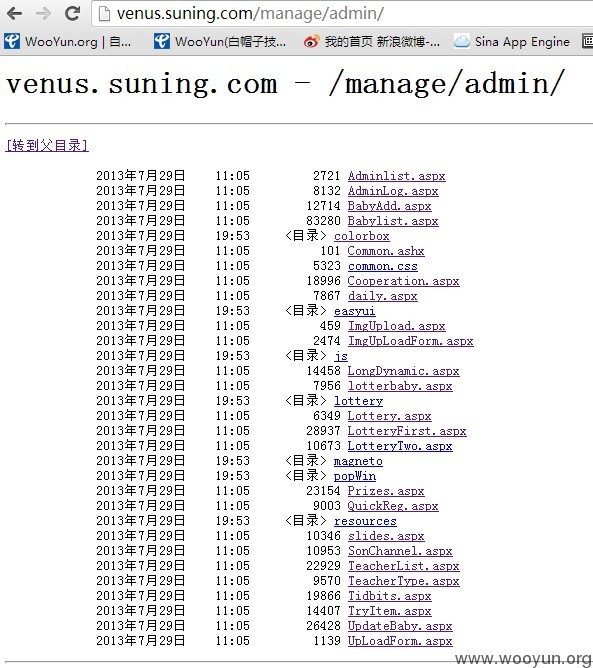 venus.suning.com/manage/admin/
WooYun.org | 自... WooYun(白帽子技... 我的首页 新浪微博-... Sina App Engine
venus.suning.com - /manage/admin/
[转到父目录]
2013年7月29日 11:05 2721 Adminlist.aspx
2013年7月29日 11:05 8132 AdminLog.aspx
2013年7月29日 11:05 12714 BabyAdd.aspx
2013年7月29日 11:05 83280 Babylist.aspx
2013年7月29日 19:53 <目录> colorbox
2013年7月29日 11:05 101 Common.ashx
2013年7月29日 11:05 5323 common.css
2013年7月29日 11:05 18996 Cooperation.aspx
2013年7月29日 11:05 7867 daily.aspx
2013年7月29日 19:53 <目录> easyui
2013年7月29日 11:05 459 ImgUpload.aspx
2013年7月29日 11:05 2474 ImgUpLoadForm.aspx
2013年7月29日 19:53 <目录> js
2013年7月29日 11:05 14458 LongDynamic.aspx
2013年7月29日 11:05 7956 lotterbaby.aspx
2013年7月29日 19:53 <目录> lottery
2013年7月29日 11:05 6349 Lottery.aspx
2013年7月29日 11:05 28937 LotteryFirst.aspx
2013年7月29日 11:05 10673 LotteryTwo.aspx
2013年7月29日 19:53 <目录> magneto
2013年7月29日 19:53 <目录> popWin
2013年7月29日 11:05 23154 Prizes.aspx
2013年7月29日 11:05 9003 QuickReg.aspx
2013年7月29日 19:53 <目录> resources
2013年7月29日 11:05 10346 slides.aspx
2013年7月29日 11:05 10953 SonChannel.aspx
2013年7月29日 11:05 22929 TeacherList.aspx
2013年7月29日 11:05 9570 TeacherType.aspx
2013年7月29日 11:05 19866 Tidbits.aspx
2013年7月29日 11:05 14407 TryItem.aspx
2013年7月29日 11:05 26428 UpdateBaby.aspx
2013年7月29日 11:05 1139 UpLoadForm.aspx
www.wooyun.org